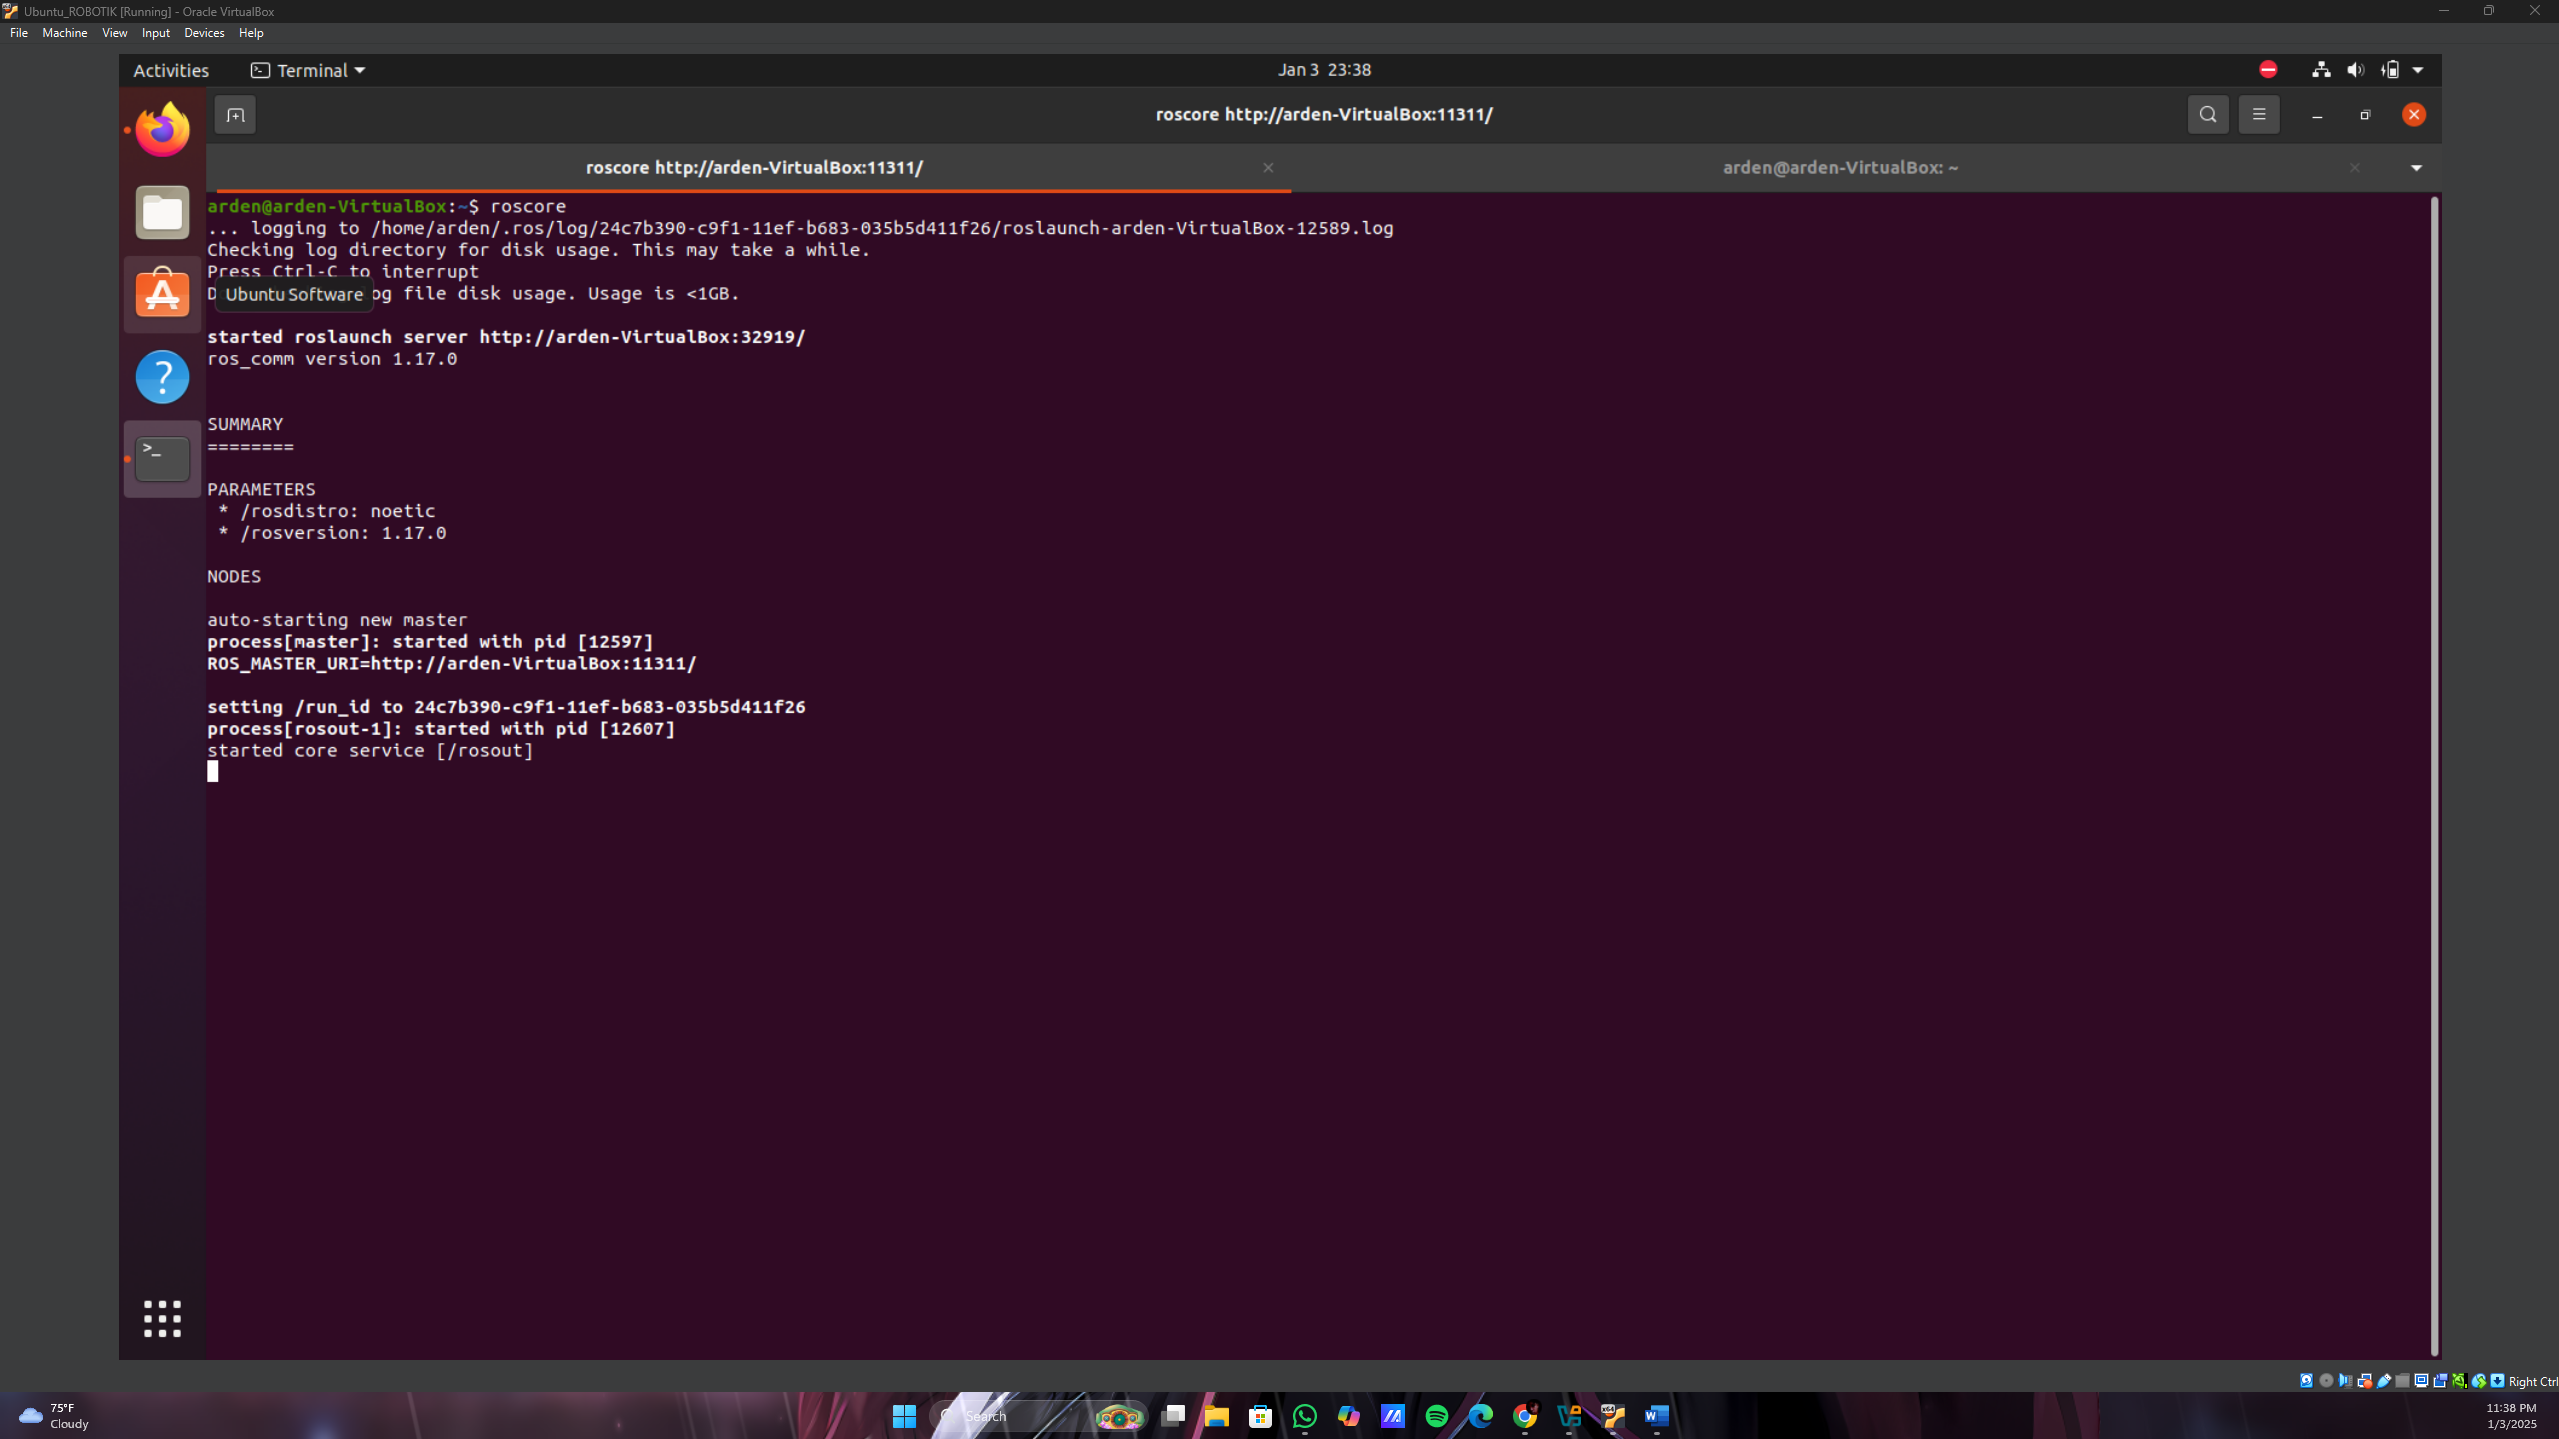 Ubuntu_ROBOTIK [Running] - Oracle VirtualBox
File Machine View Input Devices Help
Activities Terminal Jan 3 23:38
roscore http://arden-VirtualBox:11311/
roscore http://arden-VirtualBox:11311/ arden@arden-VirtualBox: ~
arden@arden-VirtualBox:~$ roscore
... logging to /home/arden/.ros/log/24c7b390-c9f1-11ef-b683-035b5d411f26/roslaunch-arden-VirtualBox-12589.log
Checking log directory for disk usage. This may take a while.
Press Ctrl-C to interrupt
D Ubuntu Software og file disk usage. Usage is <1GB.
started roslaunch server http://arden-VirtualBox:32919/
ros_comm version 1.17.0
SUMMARY
========
PARAMETERS
* /rosdistro: noetic
* /rosversion: 1.17.0
NODES
auto-starting new master
process[master]: started with pid [12597]
ROS_MASTER_URI=http://arden-VirtualBox:11311/
setting /run_id to 24c7b390-c9f1-11ef-b683-035b5d411f26
process[rosout-1]: started with pid [12607]
started core service [/rosout]
Right Ctrl
75°F
Cloudy
Search
11:38 PM
1/3/2025